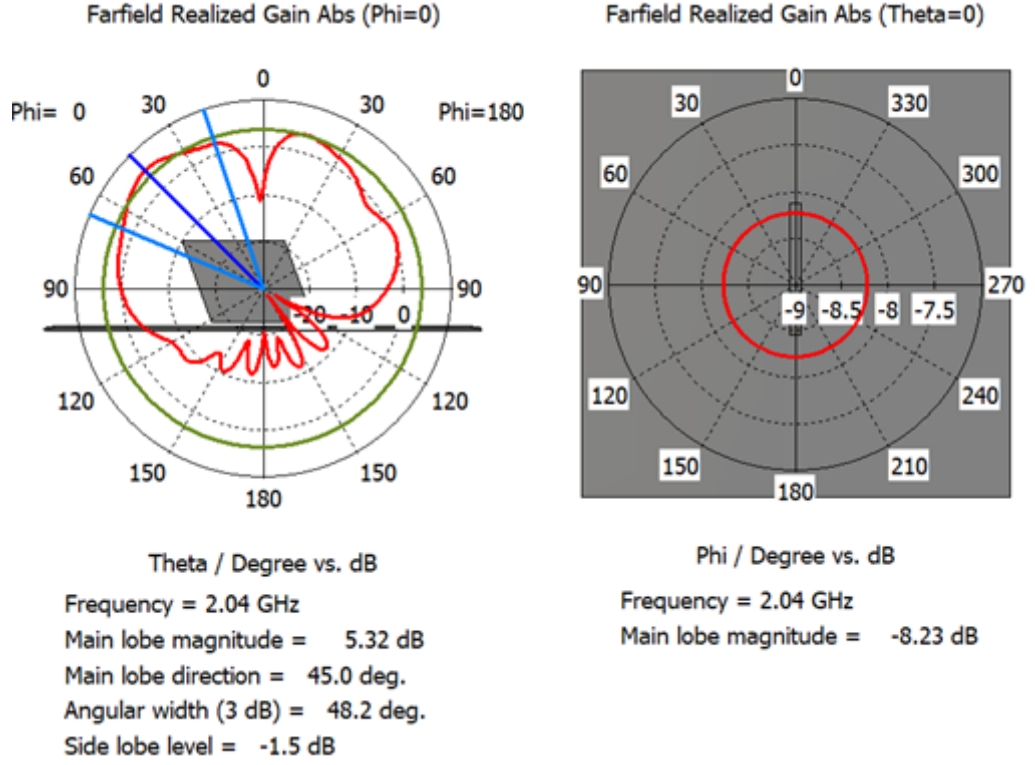 Farfield Realized Gain Abs (Phi=0)
Farfield Realized Gain Abs (Theta=0)
0
30
30
Phi= 0
Phi=180
60
60
90
90
-20
-10
0
120
120
150
150
180
Theta / Degree vs. dB
Frequency = 2.04 GHz
Main lobe magnitude = 5.32 dB
Main lobe direction = 45.0 deg.
Angular width (3 dB) = 48.2 deg.
Side lobe level = -1.5 dB
0
30
330
60
300
90
270
-9
-8.5
-8
-7.5
120
240
150
210
180
Phi / Degree vs. dB
Frequency = 2.04 GHz
Main lobe magnitude = -8.23 dB